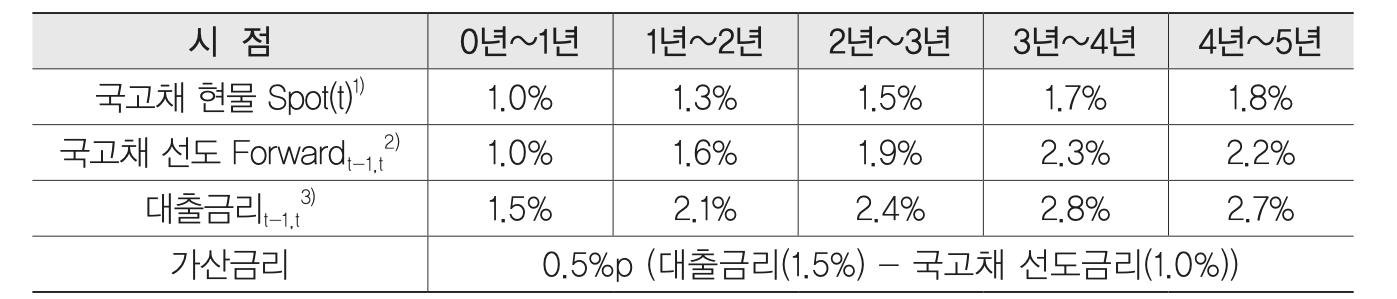 시 점 0년~1년 1년~2년 2년~3년 3년~4년 4년~5년
국고채 현물 Spot(t)1) 1.0% 1.3% 1.5% 1.7% 1.8%
국고채 선도 Forwardt-1,t2) 1.0% 1.6% 1.9% 2.3% 2.2%
대출금리t-1,t3) 1.5% 2.1% 2.4% 2.8% 2.7%
가산금리 0.5%p (대출금리(1.5%) - 국고채 선도금리(1.0%))